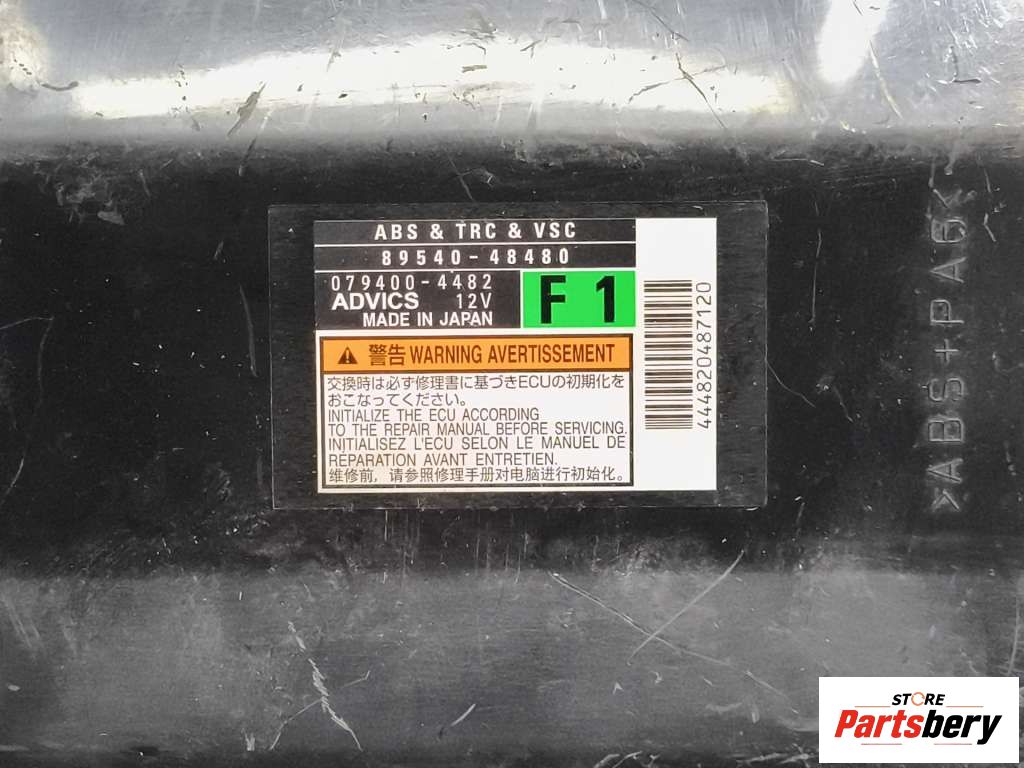 ABS & TRC & VSC
89540-48480
079400-4482
ADVICS 12V
MADE IN JAPAN
F 1
警告 WARNING AVERTISSEMENT
交換時は必ず修理書に基づきECUの初期化を
おこなってください。
INITIALIZE THE ECU ACCORDING
TO THE REPAIR MANUAL BEFORE SERVICING.
INITIALISEZ L'ECU SELON LE MANUEL DE
RÉPARATION AVANT ENTRETIEN.
维修前，请参照修理手册对电脑进行初始化。
444820487120
>ABS+PA6<
STORE
Partsbery